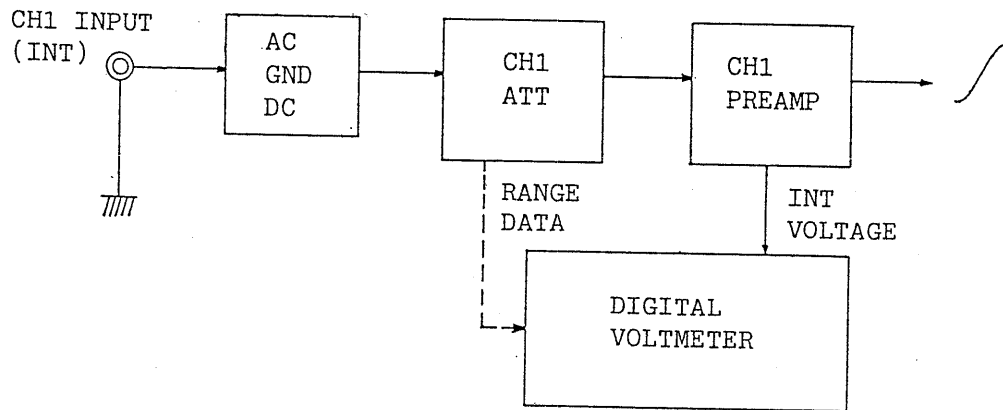 CH1 INPUT
(INT)
AC
GND
DC
CH1
ATT
CH1
PREAMP
RANGE
DATA
INT
VOLTAGE
DIGITAL
VOLTMETER